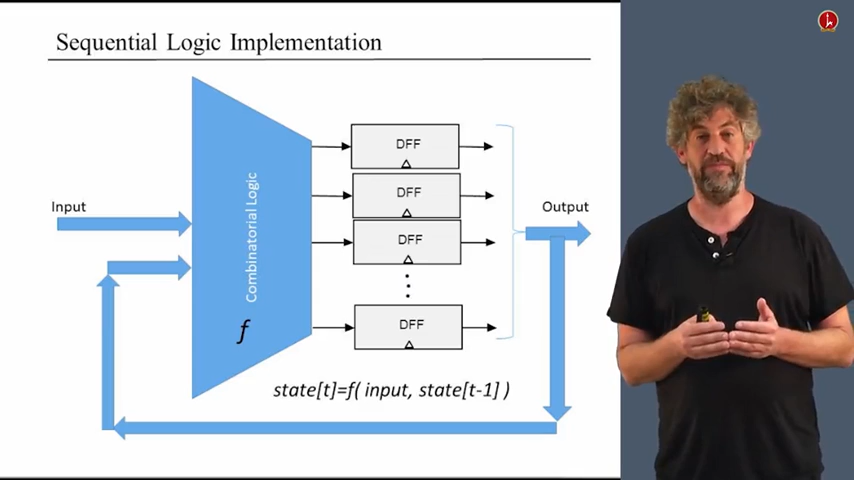 Sequential Logic Implementation
Input
Combinatorial Logic
f
DFF
DFF
DFF
DFF
Output
state[t]=f( input, state[t-1] )